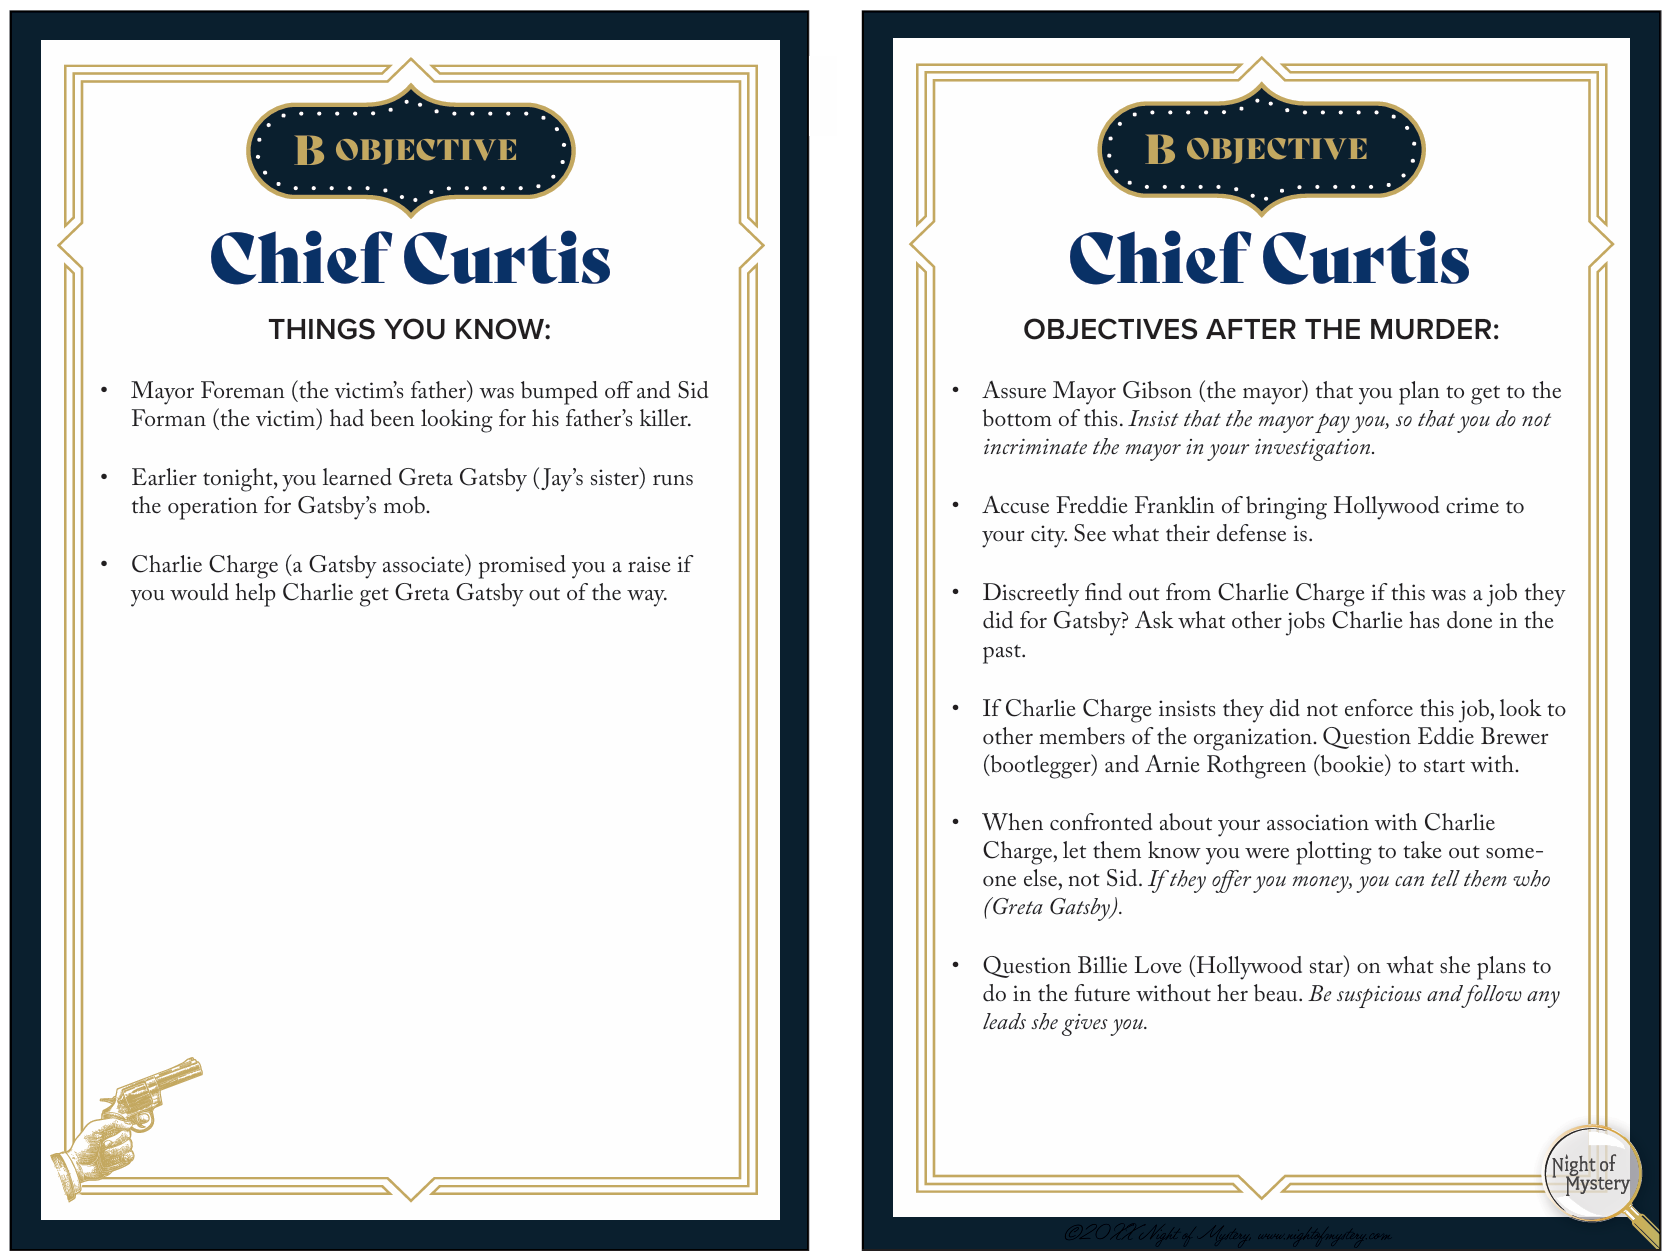 B OBJECTIVE
Chief Curtis
THINGS YOU KNOW:
• Mayor Foreman (the victim’s father) was bumped off and Sid
Forman (the victim) had been looking for his father’s killer.
• Earlier tonight, you learned Greta Gatsby (Jay’s sister) runs
the operation for Gatsby’s mob.
• Charlie Charge (a Gatsby associate) promised you a raise if
you would help Charlie get Greta Gatsby out of the way.
B OBJECTIVE
Chief Curtis
OBJECTIVES AFTER THE MURDER:
• Assure Mayor Gibson (the mayor) that you plan to get to the
bottom of this. Insist that the mayor pay you, so that you do not
incriminate the mayor in your investigation.
• Accuse Freddie Franklin of bringing Hollywood crime to
your city. See what their defense is.
• Discreetly find out from Charlie Charge if this was a job they
did for Gatsby? Ask what other jobs Charlie has done in the
past.
• If Charlie Charge insists they did not enforce this job, look to
other members of the organization. Question Eddie Brewer
(bootlegger) and Arnie Rothgreen (bookie) to start with.
• When confronted about your association with Charlie
Charge, let them know you were plotting to take out some-
one else, not Sid. If they offer you money, you can tell them who
(Greta Gatsby).
• Question Billie Love (Hollywood star) on what she plans to
do in the future without her beau. Be suspicious and follow any
leads she gives you.
Night of
Mystery
©20XX Night of Mystery, www.nightofmystery.com